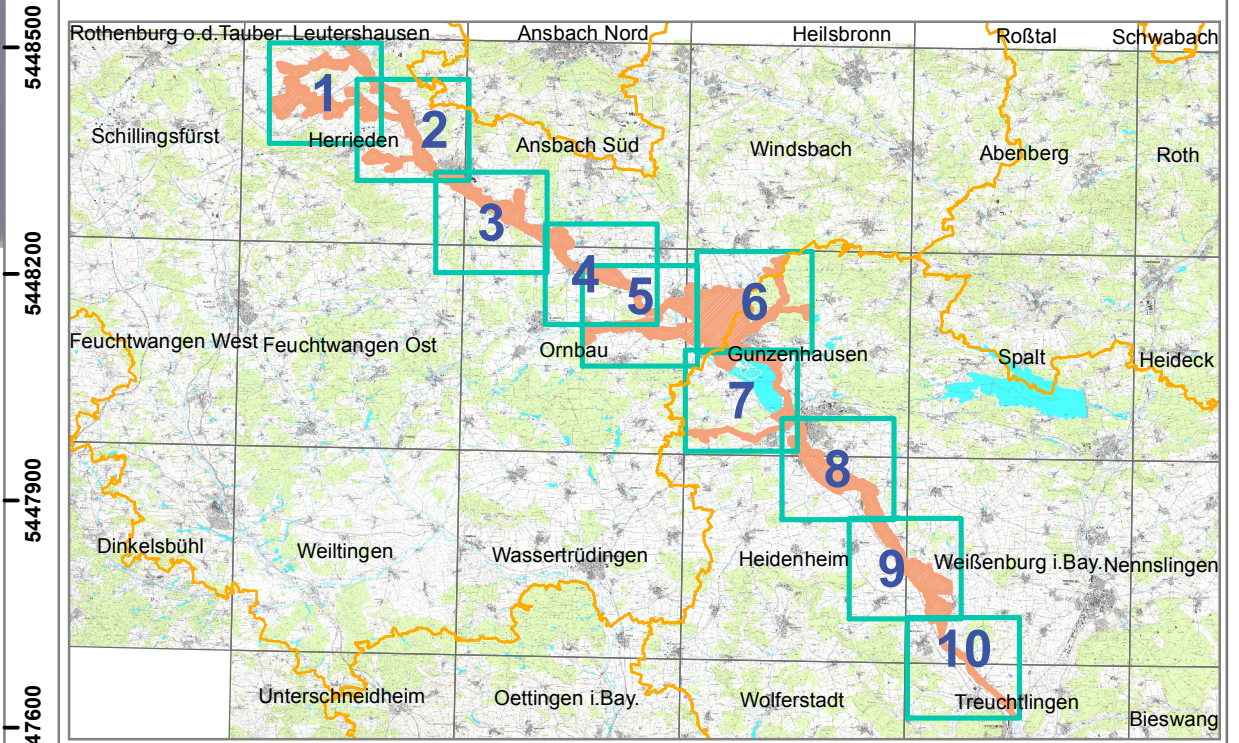 5448500
Rothenburg o.d.Tauber
Leutershausen
Ansbach Nord
Heilsbronn
Roßtal
Schwabach
1
2
Schillingsfürst
Herrieden
Ansbach Süd
Windsbach
Abenberg
Roth
3
5448200
4
5
6
Feuchtwangen West
Feuchtwangen Ost
Ornbau
Gunzenhausen
Spalt
Heideck
7
8
5447900
Dinkelsbühl
Weiltingen
Wassertrüdingen
Heidenheim
9
Weißenburg i.Bay.
Nennslingen
10
Unterschneidheim
Oettingen i.Bay.
Wolferstadt
Treuchtlingen
Bieswang
47600